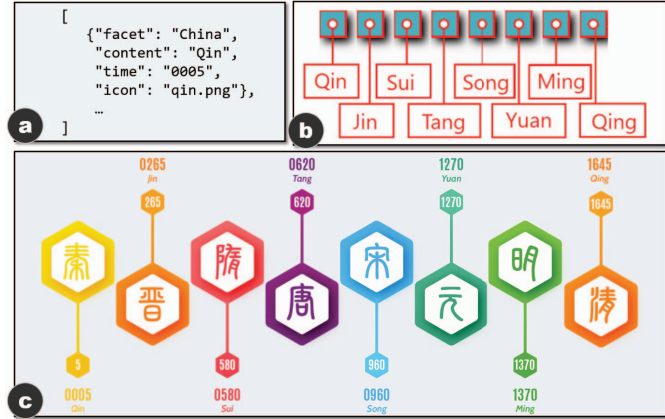 [
{"facet": "China",
"content": "Qin",
"time": "0005",
"icon": "qin.png"},
…
]
a
Qin
Sui
Song
Ming
Jin
Tang
Yuan
Qing
b
0265
Jin
0620
Tang
1270
Yuan
1645
Qing
265
620
1270
1645
秦
隋
宋
明
晋
唐
元
清
5
580
960
1370
0005
Qin
0580
Sui
0960
Song
1370
Ming
c